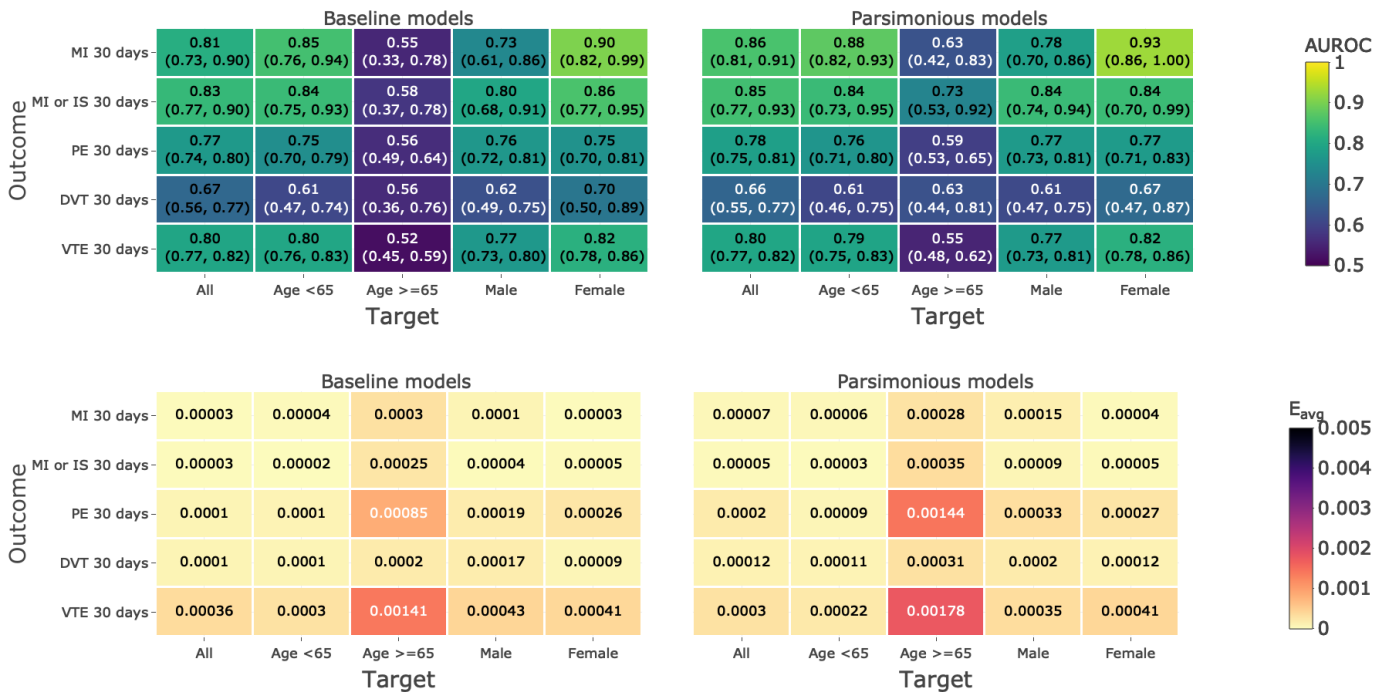 Baseline models
Parsimonious models
AUROC
1
0.9
0.8
0.7
0.6
0.5
Outcome
MI 30 days
0.81 0.85 0.55 0.73 0.90 0.86 0.88 0.63 0.78 0.93
(0.73, 0.90) (0.76, 0.94) (0.33, 0.78) (0.61, 0.86) (0.82, 0.99) (0.81, 0.91) (0.82, 0.93) (0.42, 0.83) (0.70, 0.86) (0.86, 1.00)
MI or IS 30 days
0.83 0.84 0.58 0.80 0.86 0.85 0.84 0.73 0.84 0.84
(0.77, 0.90) (0.75, 0.93) (0.37, 0.78) (0.68, 0.91) (0.77, 0.95) (0.77, 0.93) (0.73, 0.95) (0.53, 0.92) (0.74, 0.94) (0.70, 0.99)
PE 30 days
0.77 0.75 0.56 0.76 0.75 0.78 0.76 0.59 0.77 0.77
(0.74, 0.80) (0.70, 0.79) (0.49, 0.64) (0.72, 0.81) (0.70, 0.81) (0.75, 0.81) (0.71, 0.80) (0.53, 0.65) (0.73, 0.81) (0.71, 0.83)
DVT 30 days
0.67 0.61 0.56 0.62 0.70 0.66 0.61 0.63 0.61 0.67
(0.56, 0.77) (0.47, 0.74) (0.36, 0.76) (0.49, 0.75) (0.50, 0.89) (0.55, 0.77) (0.46, 0.75) (0.44, 0.81) (0.47, 0.75) (0.47, 0.87)
VTE 30 days
0.80 0.80 0.52 0.77 0.82 0.80 0.79 0.55 0.77 0.82
(0.77, 0.82) (0.76, 0.83) (0.45, 0.59) (0.73, 0.80) (0.78, 0.86) (0.77, 0.82) (0.75, 0.83) (0.48, 0.62) (0.73, 0.81) (0.78, 0.86)
All Age <65 Age >=65 Male Female All Age <65 Age >=65 Male Female
Target
Target
Baseline models
Parsimonious models
Eavg
0.005
0.004
0.003
0.002
0.001
0
Outcome
MI 30 days 0.00003 0.00004 0.0003 0.0001 0.00003 0.00007 0.00006 0.00028 0.00015 0.00004
MI or IS 30 days 0.00003 0.00002 0.00025 0.00004 0.00005 0.00005 0.00003 0.00035 0.00009 0.00005
PE 30 days 0.0001 0.0001 0.00085 0.00019 0.00026 0.0002 0.00009 0.00144 0.00033 0.00027
DVT 30 days 0.0001 0.0001 0.0002 0.00017 0.00009 0.00012 0.00011 0.00031 0.0002 0.00012
VTE 30 days 0.00036 0.0003 0.00141 0.00043 0.00041 0.0003 0.00022 0.00178 0.00035 0.00041
All Age <65 Age >=65 Male Female All Age <65 Age >=65 Male Female
Target
Target